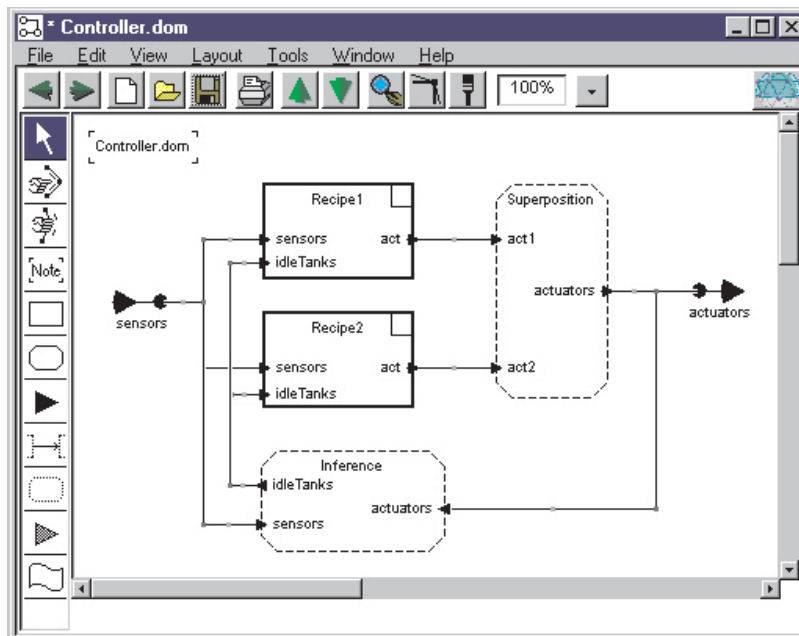 * Controller.dom
File Edit View Layout Tools Window Help
100%
Controller.dom
Note
Recipe1
sensors act
idleTanks
Superposition
act1
actuators
act2
sensors
actuators
Recipe2
sensors act
idleTanks
Inference
idleTanks
actuators
sensors